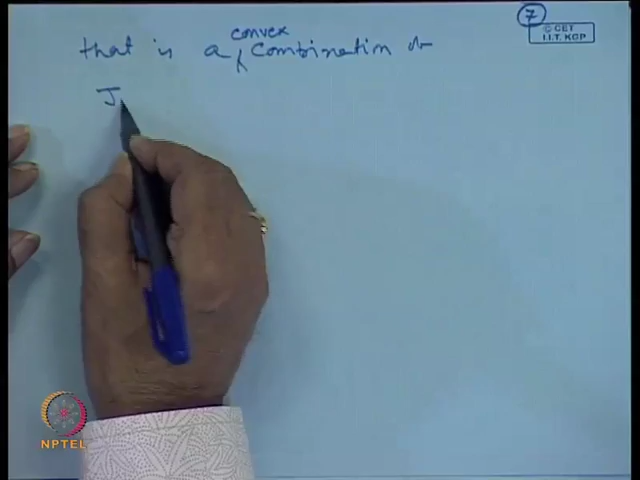 7
© CET
I.I.T. KGP
convex
that is a combination of
J
NPTEL